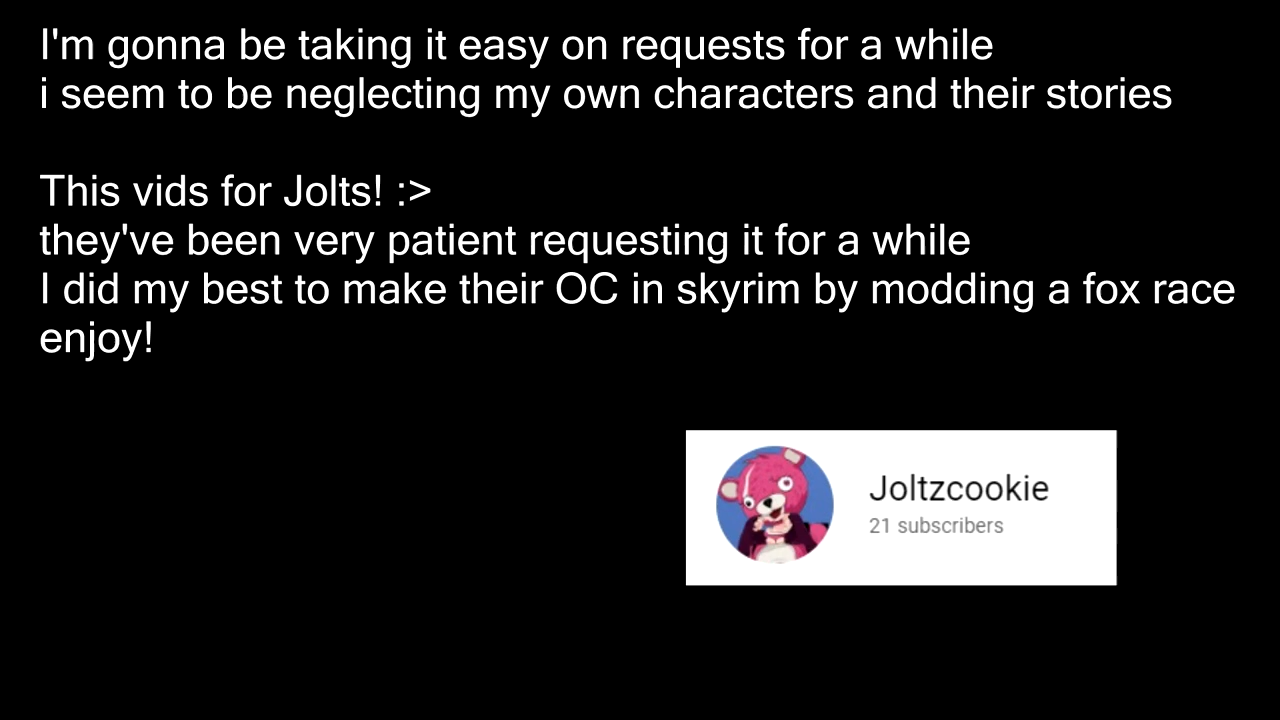 I'm gonna be taking it easy on requests for a while
i seem to be neglecting my own characters and their stories
This vids for Jolts! :>
they've been very patient requesting it for a while
I did my best to make their OC in skyrim by modding a fox race
enjoy!
Joltzcookie
21 subscribers